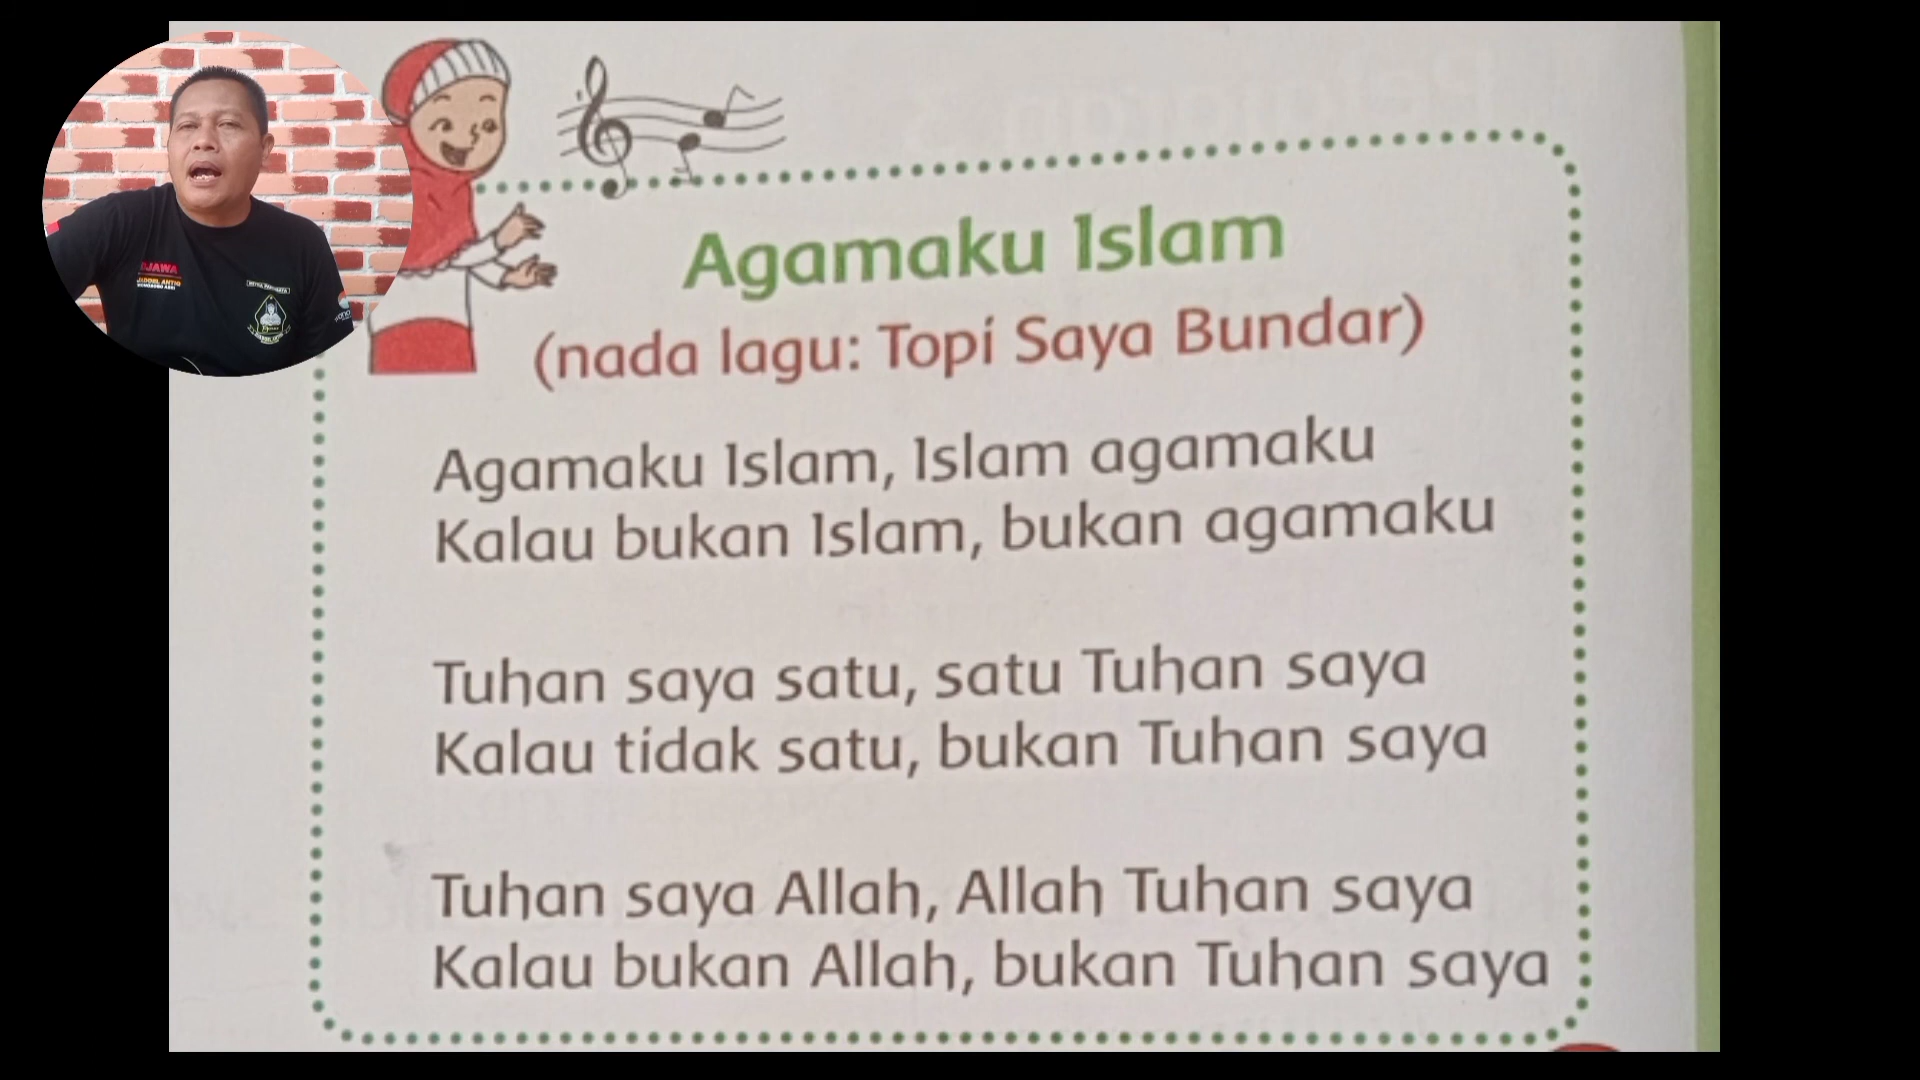 Agamaku Islam
(nada lagu: Topi Saya Bundar)
Agamaku Islam, Islam agamaku
Kalau bukan Islam, bukan agamaku
Tuhan saya satu, satu Tuhan saya
Kalau tidak satu, bukan Tuhan saya
Tuhan saya Allah, Allah Tuhan saya
Kalau bukan Allah, bukan Tuhan saya
DJAWA